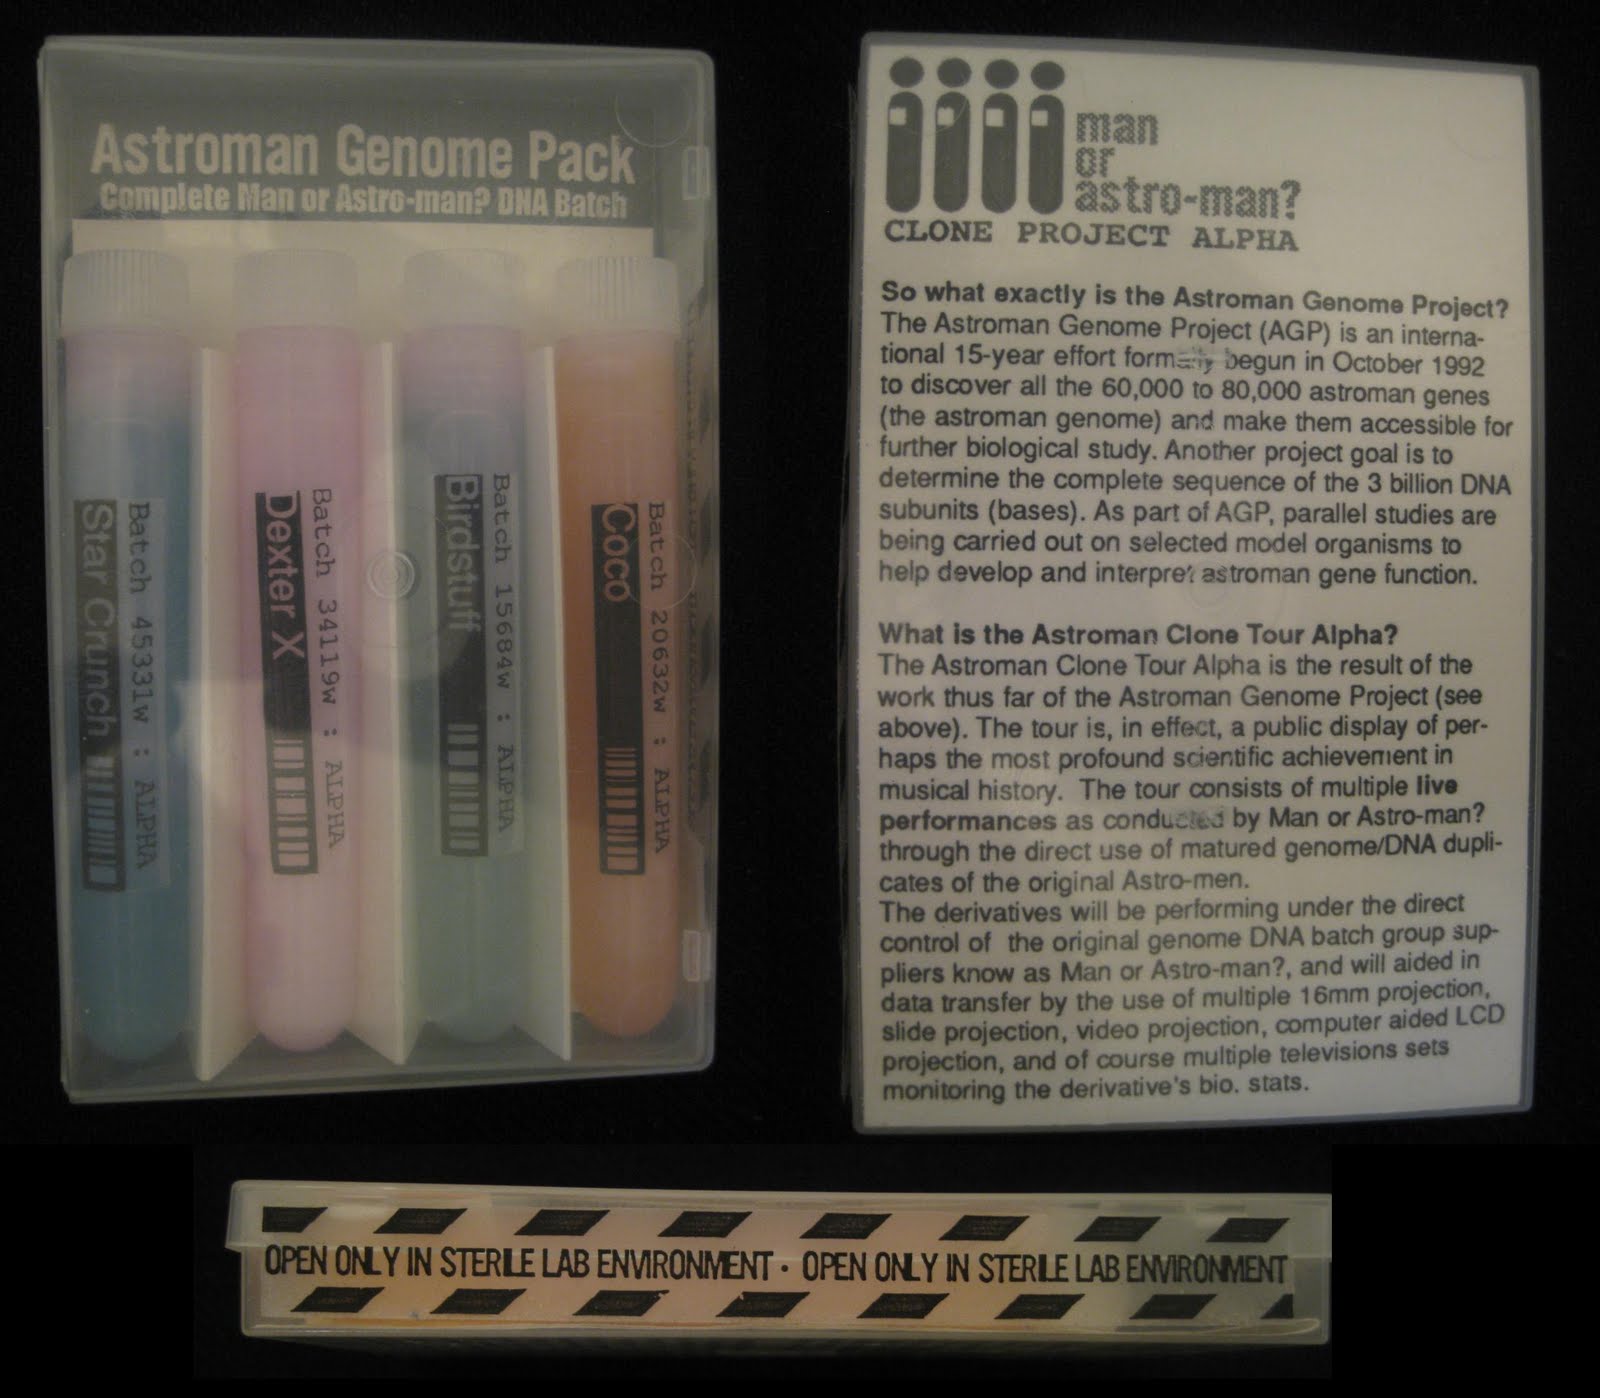 Astroman Genome Pack
Complete Man or Astro-man? DNA Batch
Batch 45331w : ALPHA
Star Crunch
Batch 34119w : ALPHA
Dexter X
Batch 15684w : ALPHA
Birdstuff
Batch 20632w : ALPHA
Coco
man
or
astro-man?
CLONE PROJECT ALPHA
So what exactly is the Astroman Genome Project?
The Astroman Genome Project (AGP) is an interna-
tional 15-year effort formally begun in October 1992
to discover all the 60,000 to 80,000 astroman genes
(the astroman genome) and make them accessible for
further biological study. Another project goal is to
determine the complete sequence of the 3 billion DNA
subunits (bases). As part of AGP, parallel studies are
being carried out on selected model organisms to
help develop and interpret astroman gene function.
What is the Astroman Clone Tour Alpha?
The Astroman Clone Tour Alpha is the result of the
work thus far of the Astroman Genome Project (see
above). The tour is, in effect, a public display of per-
haps the most profound scientific achievement in
musical history. The tour consists of multiple live
performances as conducted by Man or Astro-man?
through the direct use of matured genome/DNA dupli-
cates of the original Astro-men.
The derivatives will be performing under the direct
control of the original genome DNA batch group sup-
pliers know as Man or Astro-man?, and will aided in
data transfer by the use of multiple 16mm projection,
slide projection, video projection, computer aided LCD
projection, and of course multiple televisions sets
monitoring the derivative's bio. stats.
OPEN ONLY IN STERILE LAB ENVIRONMENT · OPEN ONLY IN STERILE LAB ENVIRONMENT